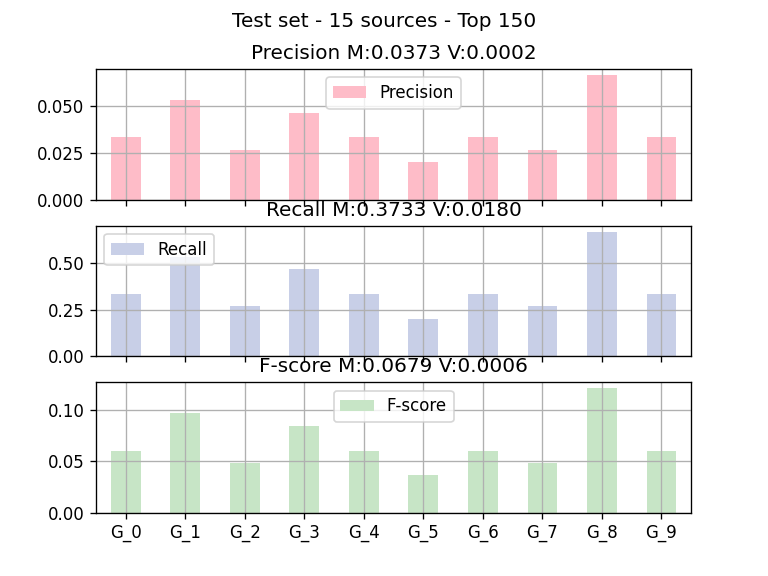 Test set - 15 sources - Top 150
Precision M:0.0373 V:0.0002
Precision
0.050
0.025
0.000
Recall M:0.3733 V:0.0180
Recall
0.50
0.25
0.00
F-score M:0.0679 V:0.0006
F-score
0.10
0.05
0.00
G_0 G_1 G_2 G_3 G_4 G_5 G_6 G_7 G_8 G_9